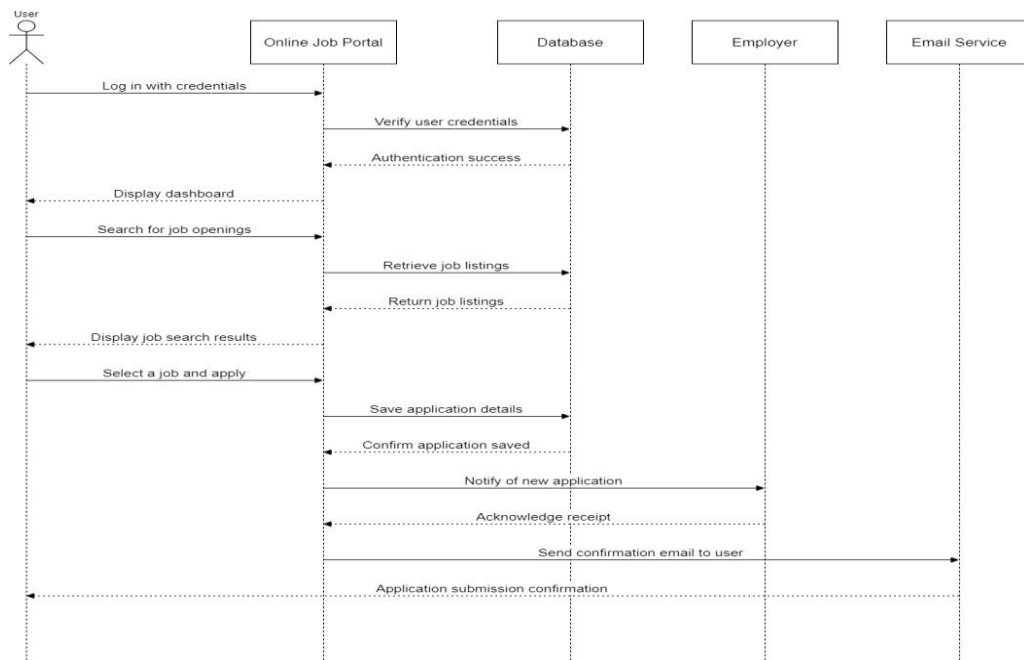 User
Online Job Portal
Database
Employer
Email Service
Log in with credentials
Verify user credentials
Authentication success
Display dashboard
Search for job openings
Retrieve job listings
Return job listings
Display job search results
Select a job and apply
Save application details
Confirm application saved
Notify of new application
Acknowledge receipt
Send confirmation email to user
Application submission confirmation